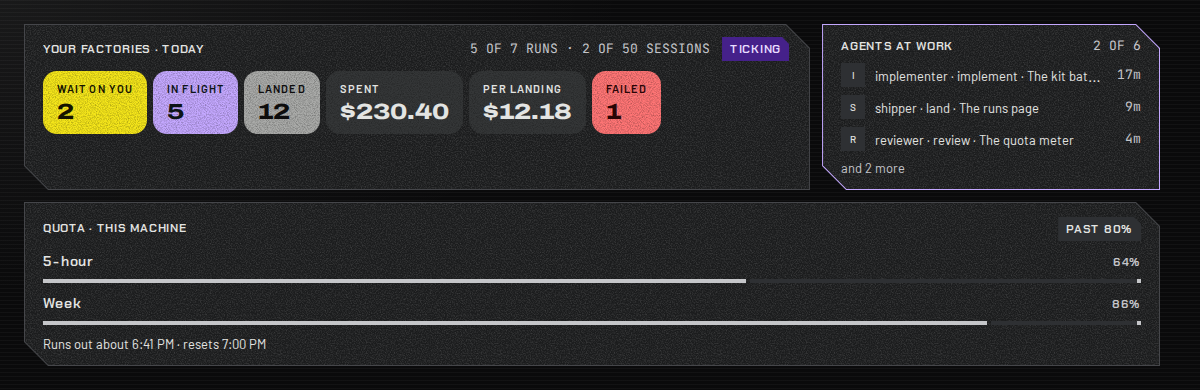 YOUR FACTORIES · TODAY
5 OF 7 RUNS · 2 OF 50 SESSIONS
TICKING
WAIT ON YOU
2
IN FLIGHT
5
LANDED
12
SPENT
$230.40
PER LANDING
$12.18
FAILED
1
AGENTS AT WORK
2 OF 6
I
implementer · implement · The kit bat...
17m
S
shipper · land · The runs page
9m
R
reviewer · review · The quota meter
4m
and 2 more
QUOTA · THIS MACHINE
PAST 80%
5-hour
64%
Week
86%
Runs out about 6:41 PM · resets 7:00 PM